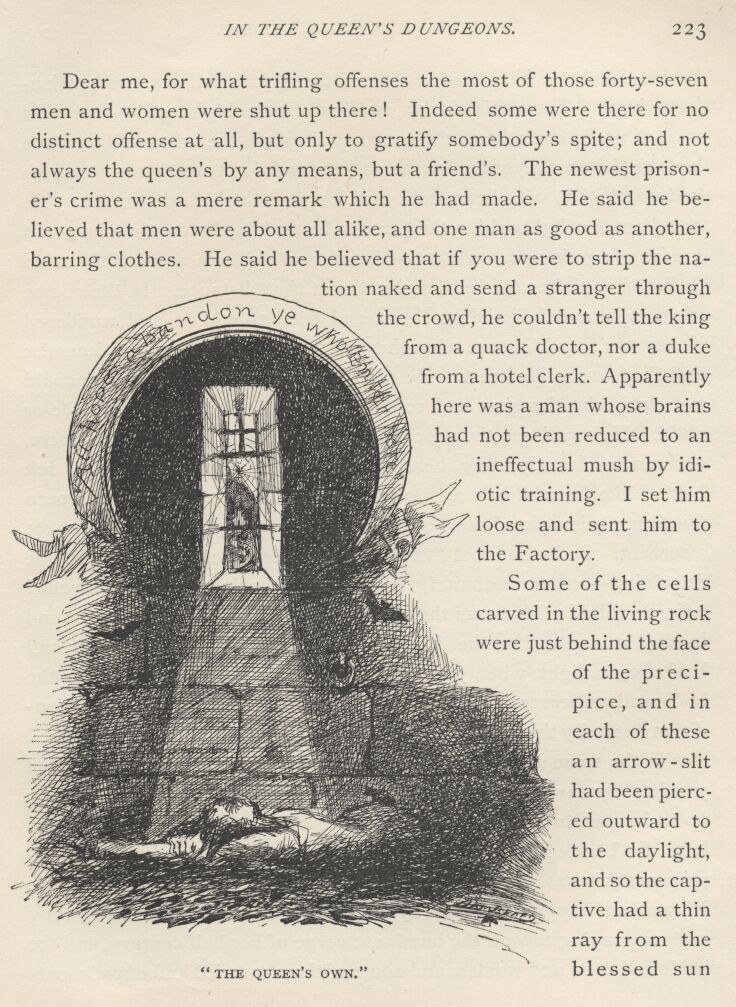 IN THE QUEEN'S DUNGEONS.
223
Dear me, for what trifling offenses the most of those forty-seven
men and women were shut up there! Indeed some were there for no
distinct offense at all, but only to gratify somebody's spite; and not
always the queen's by any means, but a friend's. The newest prison-
er's crime was a mere remark which he had made. He said he be-
lieved that men were about all alike, and one man as good as another,
barring clothes. He said he believed that if you were to strip the na-
tion naked and send a stranger through
the crowd, he couldn't tell the king
from a quack doctor, nor a duke
from a hotel clerk. Apparently
here was a man whose brains
had not been reduced to an
ineffectual mush by idi-
otic training. I set him
loose and sent him to
the Factory.
Some of the cells
carved in the living rock
were just behind the face
of the preci-
pice, and in
each of these
an arrow-slit
had been pierc-
ed outward to
the daylight,
and so the cap-
tive had a thin
ray from the
blessed sun
All hope abandon ye who enter here
"THE QUEEN'S OWN."